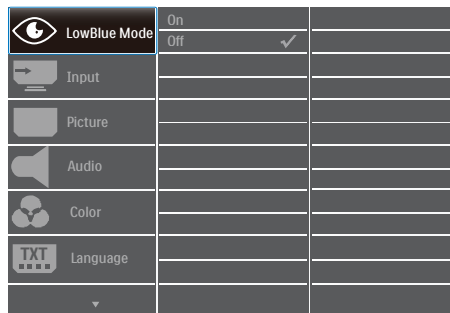 LowBlue Mode
On
Off
Input
Picture
Audio
Color
TXT
Language